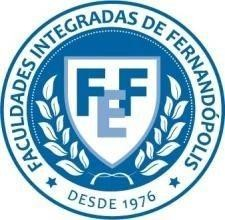 FACULDADES INTEGRADAS DE FERNANDÓPOLIS
FEF
DESDE 1976